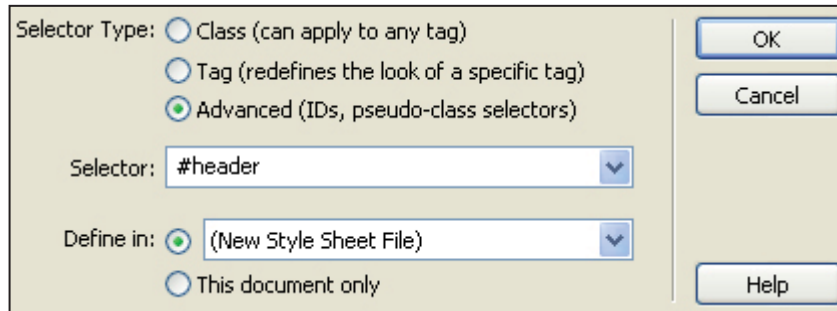 Selector Type: Class (can apply to any tag)
OK
Tag (redefines the look of a specific tag)
Cancel
Advanced (IDs, pseudo-class selectors)
Selector: #header
Define in: (New Style Sheet File)
This document only
Help